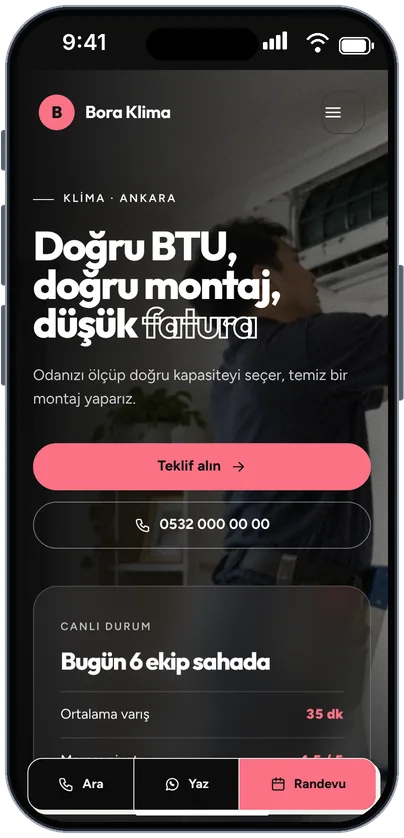 9:41
B Bora Klima
KLİMA · ANKARA
Doğru BTU,
doğru montaj,
düşük fatura
Odanızı ölçüp doğru kapasiteyi seçer, temiz bir
montaj yaparız.
Teklif alın →
0532 000 00 00
CANLI DURUM
Bugün 6 ekip sahada
Ortalama varış 35 dk
Ara Yaz Randevu